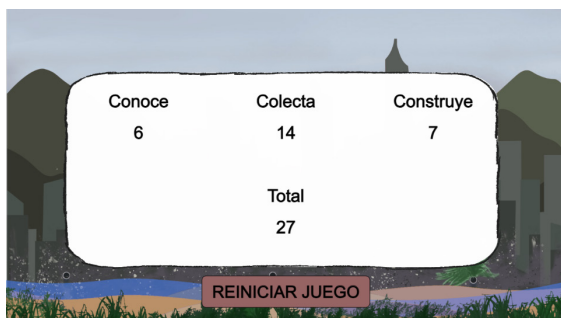 Conoce Colecta Construye
6 14 7
Total
27
REINICIAR JUEGO